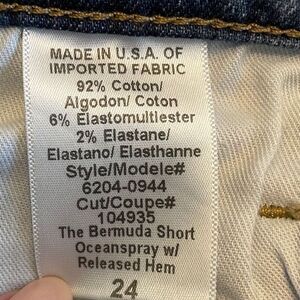 MADE IN U.S.A. OF
IMPORTED FABRIC
92% Cotton/
Algodon/ Coton
6% Elastomultiester
2% Elastane/
Elastano/ Elasthanne
Style/Modele#
6204-0944
Cut/Coupe#
104935
The Bermuda Short
Oceanspray w/
Released Hem
24